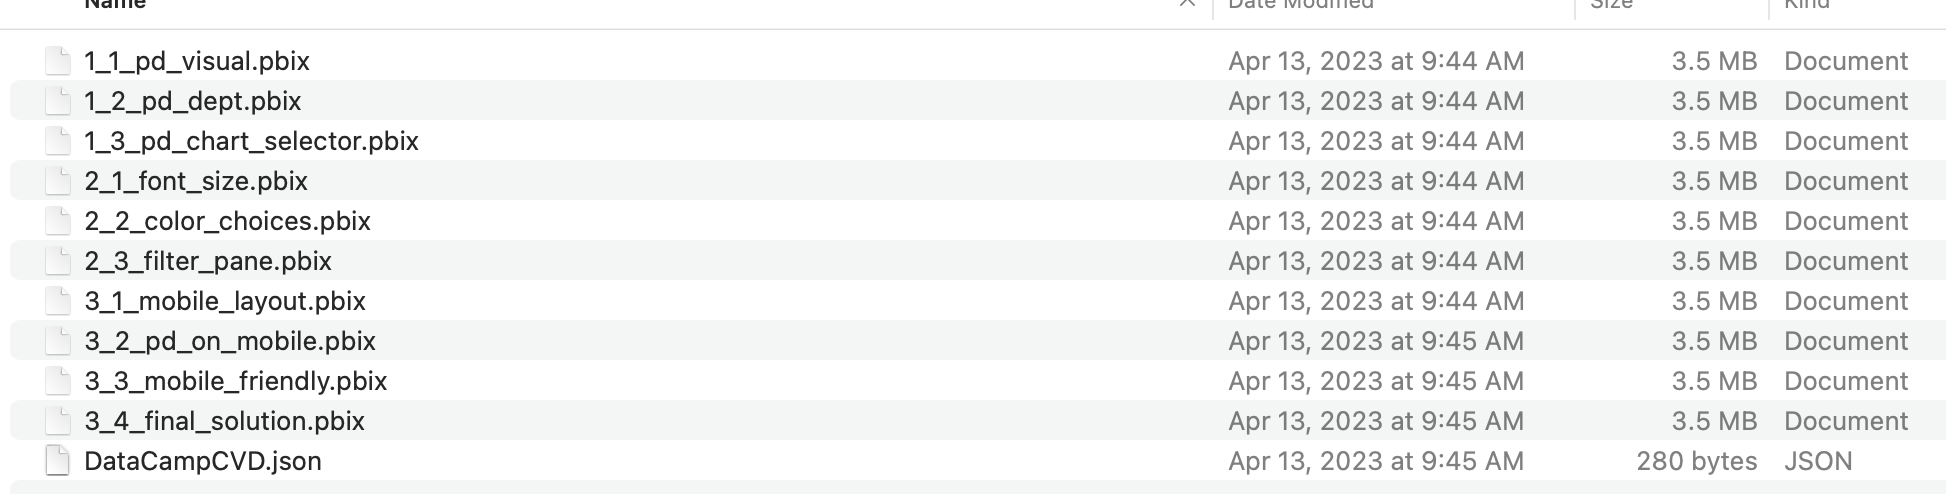 Name Date Modified Size Kind
1_1_pd_visual.pbix Apr 13, 2023 at 9:44 AM 3.5 MB Document
1_2_pd_dept.pbix Apr 13, 2023 at 9:44 AM 3.5 MB Document
1_3_pd_chart_selector.pbix Apr 13, 2023 at 9:44 AM 3.5 MB Document
2_1_font_size.pbix Apr 13, 2023 at 9:44 AM 3.5 MB Document
2_2_color_choices.pbix Apr 13, 2023 at 9:44 AM 3.5 MB Document
2_3_filter_pane.pbix Apr 13, 2023 at 9:44 AM 3.5 MB Document
3_1_mobile_layout.pbix Apr 13, 2023 at 9:44 AM 3.5 MB Document
3_2_pd_on_mobile.pbix Apr 13, 2023 at 9:45 AM 3.5 MB Document
3_3_mobile_friendly.pbix Apr 13, 2023 at 9:45 AM 3.5 MB Document
3_4_final_solution.pbix Apr 13, 2023 at 9:45 AM 3.5 MB Document
DataCampCVD.json Apr 13, 2023 at 9:45 AM 280 bytes JSON